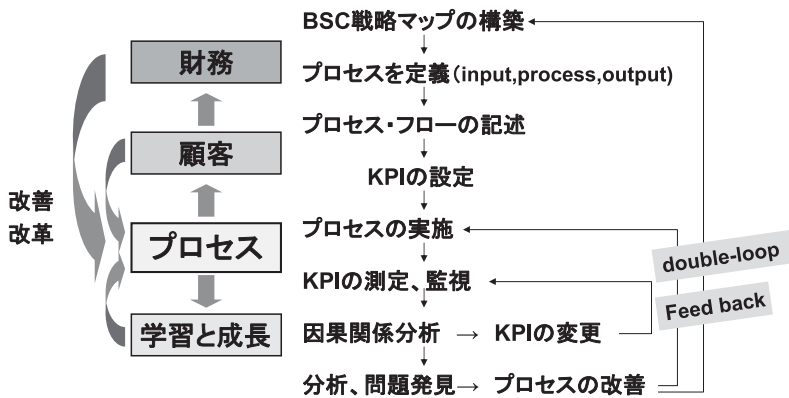 BSC戦略マップの構築
財務
プロセスを定義(input,process,output)
プロセス・フローの記述
顧客
KPIの設定
改善
改革
プロセス
プロセスの実施
double-loop
KPIの測定、監視
Feed back
学習と成長
因果関係分析 → KPIの変更
分析、問題発見→ プロセスの改善